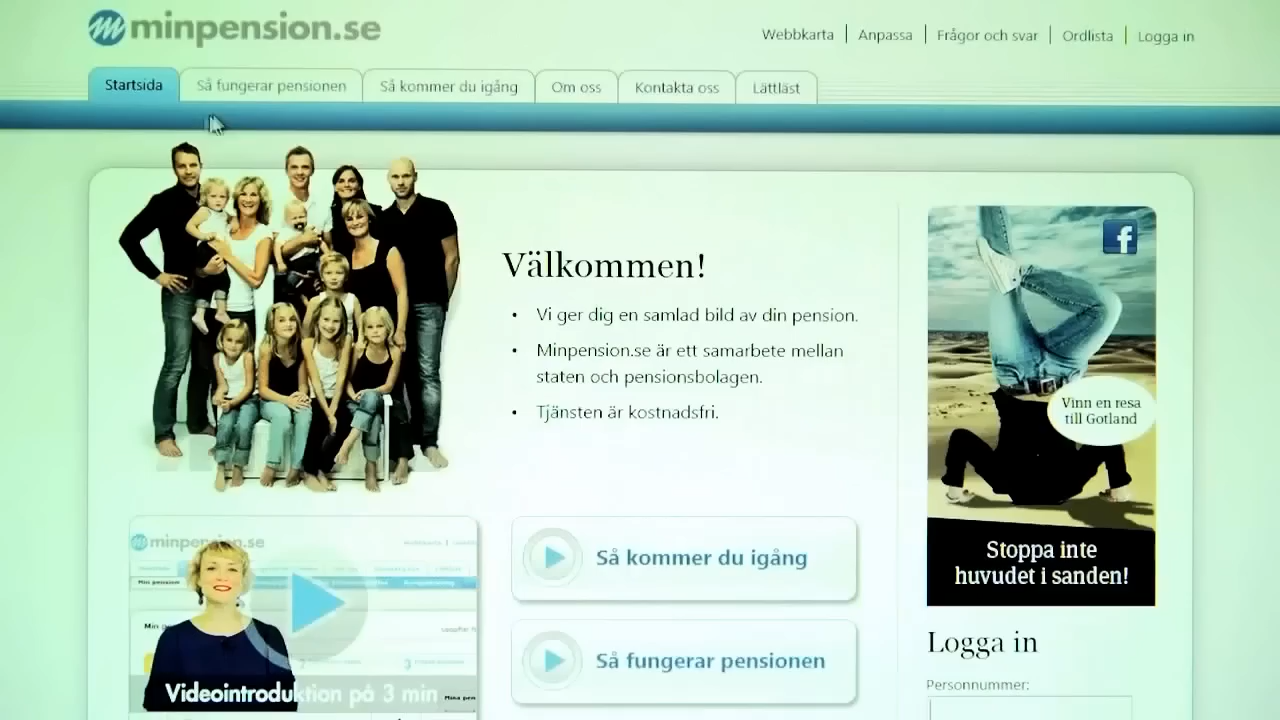 minpension.se
Webbkarta
Anpassa
Frågor och svar
Ordlista
Logga in
Startsida
Så fungerar pensionen
Så kommer du igång
Om oss
Kontakta oss
Lättläst
Välkommen!
• Vi ger dig en samlad bild av din pension.
• Minpension.se är ett samarbete mellan
staten och pensionsbolagen.
• Tjänsten är kostnadsfri.
Vinn en resa
till Gotland
Stoppa inte
huvudet i sanden!
minpension.se
Min pension
Videointroduktion på 3 min
Så kommer du igång
Så fungerar pensionen
Logga in
Personnummer: